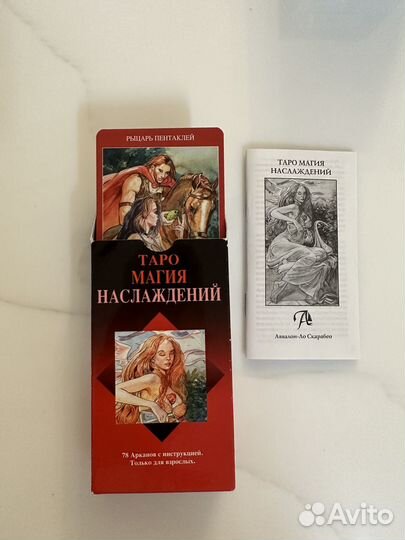 РЫЦАРЬ ПЕНТАКЛЕЙ
ТАРО
МАГИЯ
НАСЛАЖДЕНИЙ
78 Арканов с инструкцией.
Только для взрослых.
ТАРО МАГИЯ
НАСЛАЖДЕНИЙ
Аввалон-Ло Скарабео
Avito